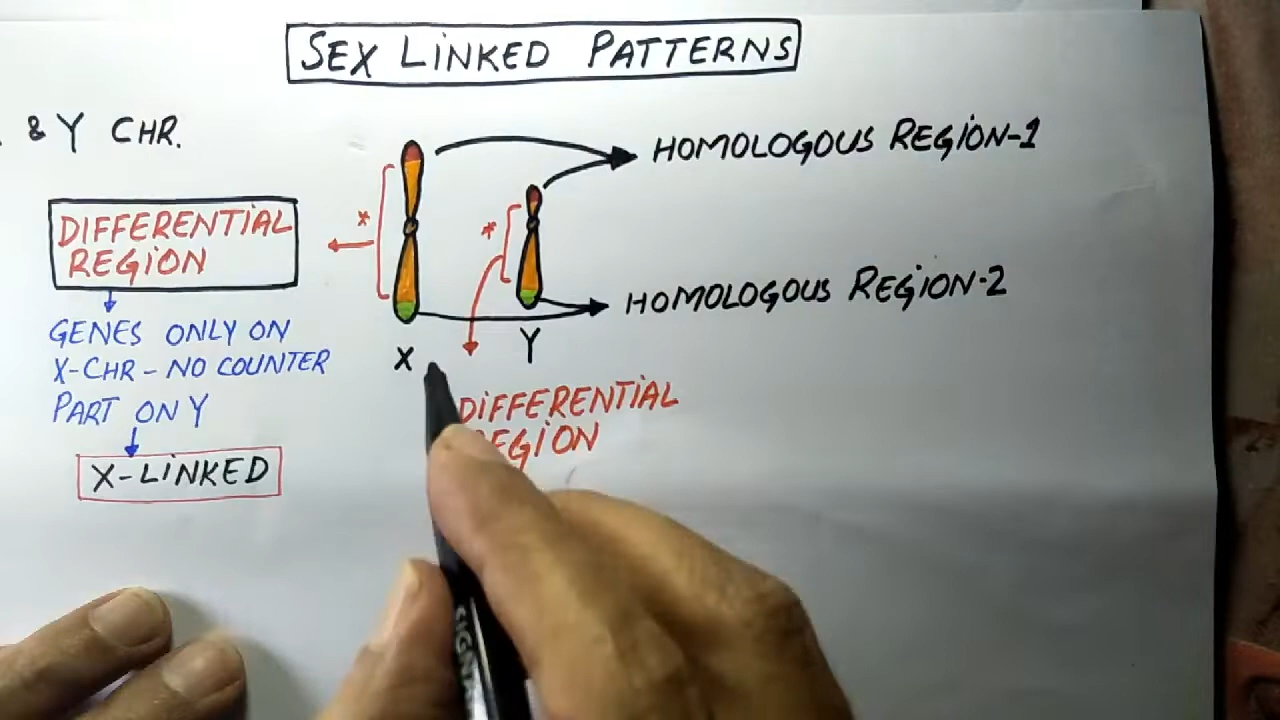 SEX LINKED PATTERNS
& Y CHR.
HOMOLOGOUS REGION-1
DIFFERENTIAL
REGION
*
*
HOMOLOGOUS REGION-2
GENES ONLY ON
X-CHR - NO COUNTER
PART ON Y
X
Y
DIFFERENTIAL
REGION
X-LINKED